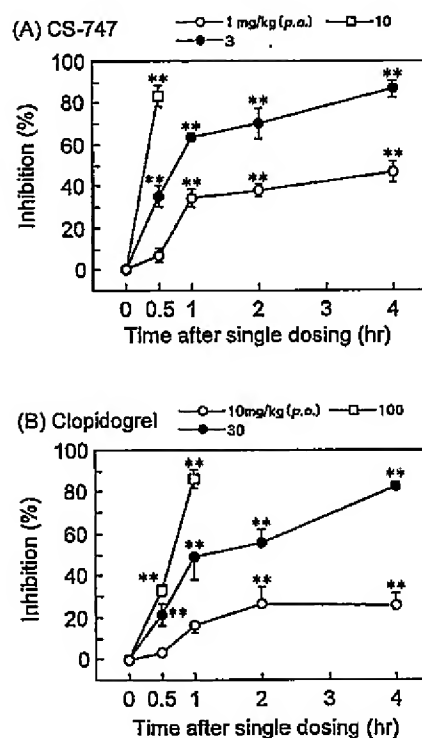 (A) CS-747
1 mg/kg (p.o.) 10
3
100
80
60
40
20
0
Inhibition (%)
** ** ** ** ** ** ** **
0 0.5 1 2 3 4
Time after single dosing (hr)
(B) Clopidogrel
10mg/kg (p.o.) 100
30
100
80
60
40
20
0
Inhibition (%)
** ** ** ** ** ** ** **
0 0.5 1 2 3 4
Time after single dosing (hr)